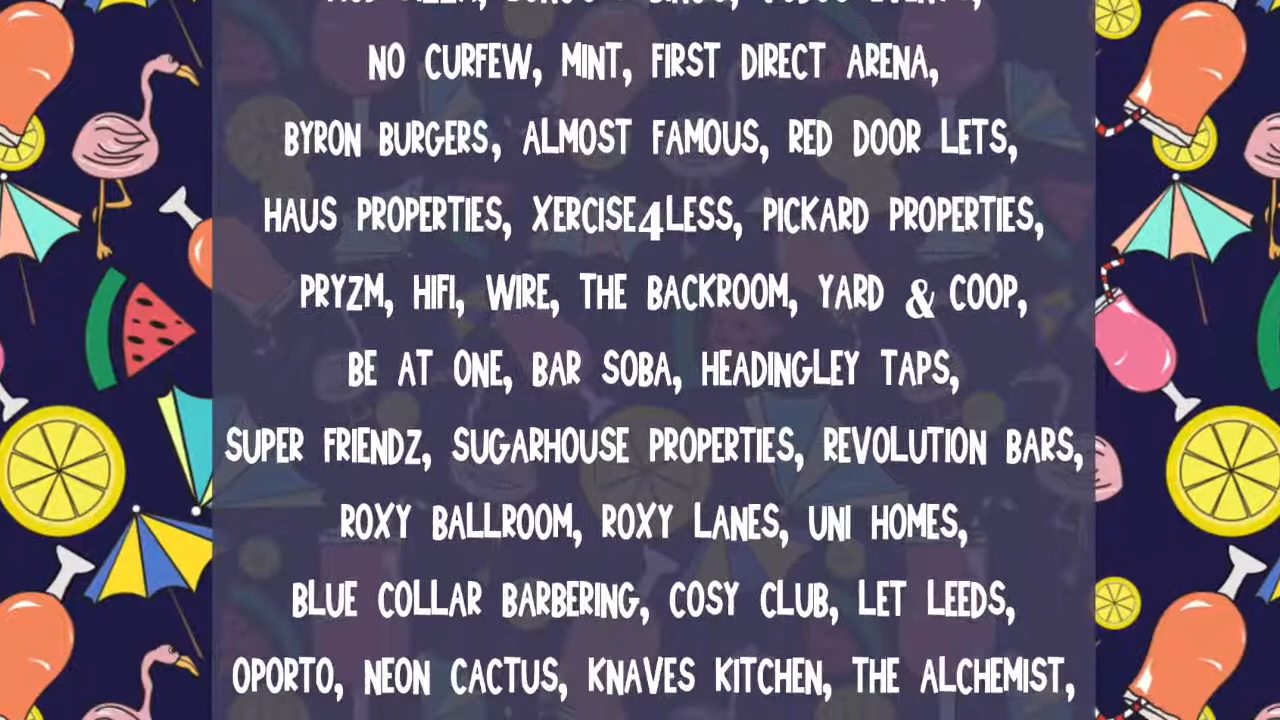 NO CURFEW, MINT, FIRST DIRECT ARENA,
BYRON BURGERS, ALMOST FAMOUS, RED DOOR LETS,
HAUS PROPERTIES, XERCISE4LESS, PICKARD PROPERTIES,
PRYZM, HIFI, WIRE, THE BACKROOM, YARD & COOP,
BE AT ONE, BAR SOBA, HEADINGLEY TAPS,
SUPER FRIENDZ, SUGARHOUSE PROPERTIES, REVOLUTION BARS,
ROXY BALLROOM, ROXY LANES, UNI HOMES,
BLUE COLLAR BARBERING, COSY CLUB, LET LEEDS,
OPORTO, NEON CACTUS, KNAVES KITCHEN, THE ALCHEMIST,